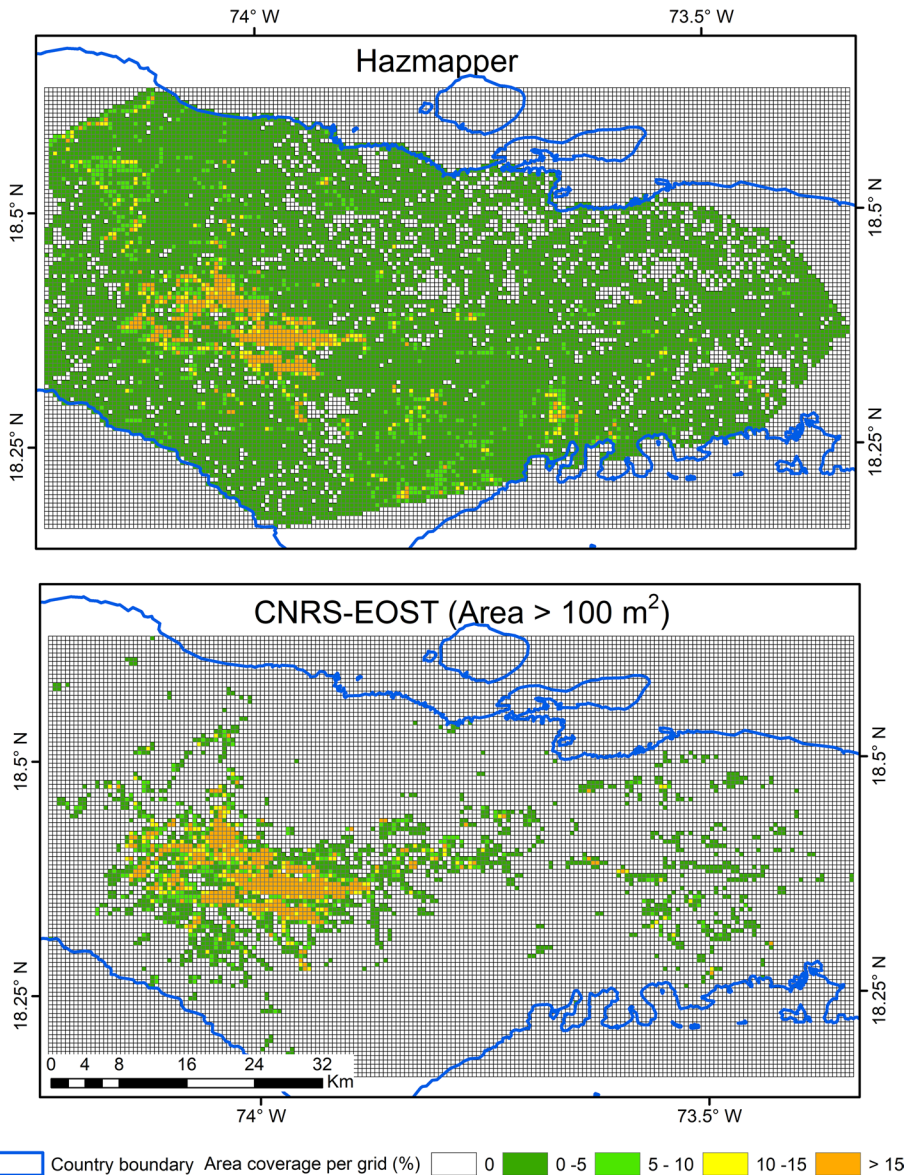 74° W 73.5° W
Hazmapper
18.5° N 18.5° N
18.25° N 18.25° N
CNRS-EOST (Area > 100 m²)
18.5° N 18.5° N
18.25° N 18.25° N
0 4 8 16 24 32
Km
74° W 73.5° W
Country boundary Area coverage per grid (%) 0 0 -5 5 - 10 10 -15 > 15